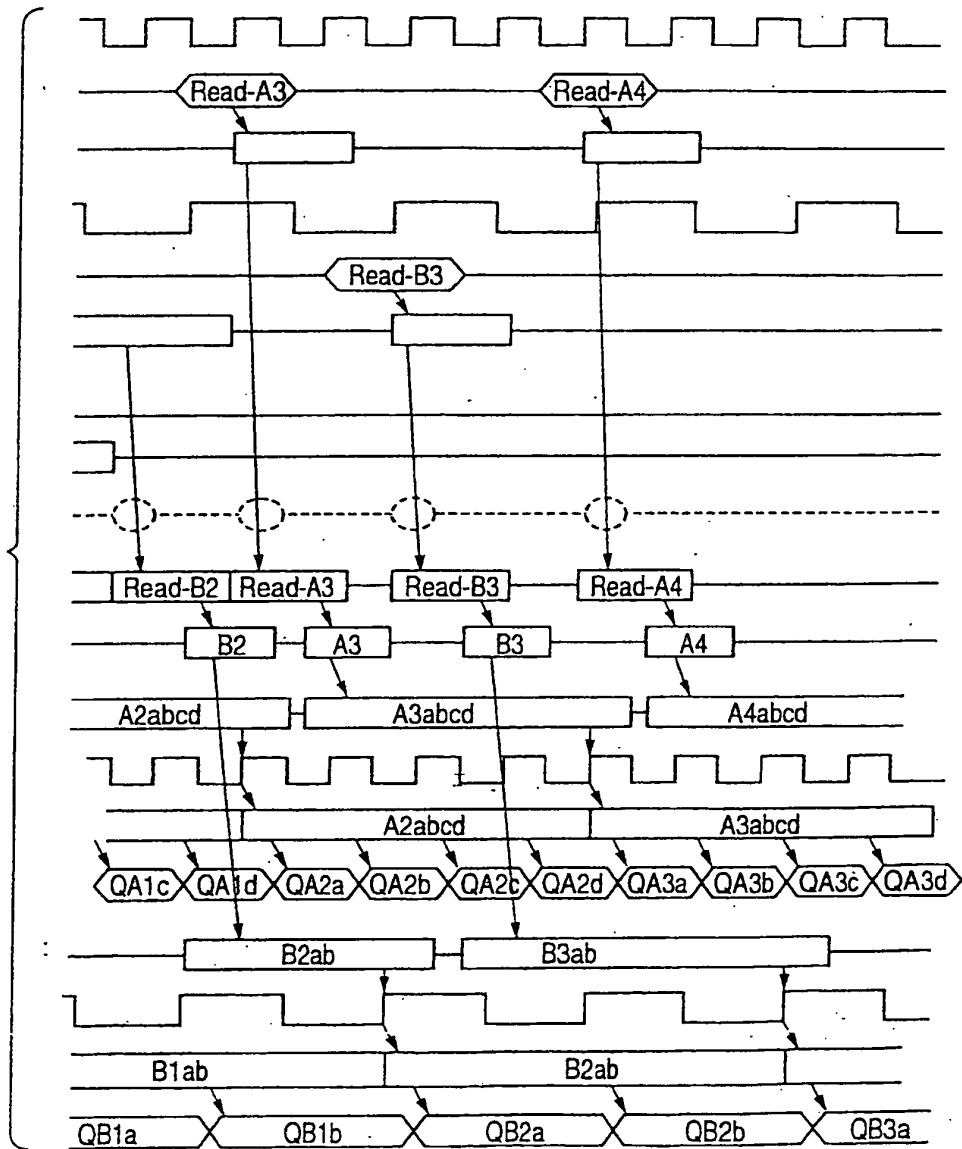 Read-A3 Read-A4
Read-B3
Read-B2 Read-A3 Read-B3 Read-A4
B2 A3 B3 A4
A2abcd A3abcd A4abcd
A2abcd A3abcd
QA1c QA1d QA2a QA2b QA2c QA2d QA3a QA3b QA3c QA3d
B2ab B3ab
B1ab B2ab
QB1a QB1b QB2a QB2b QB3a